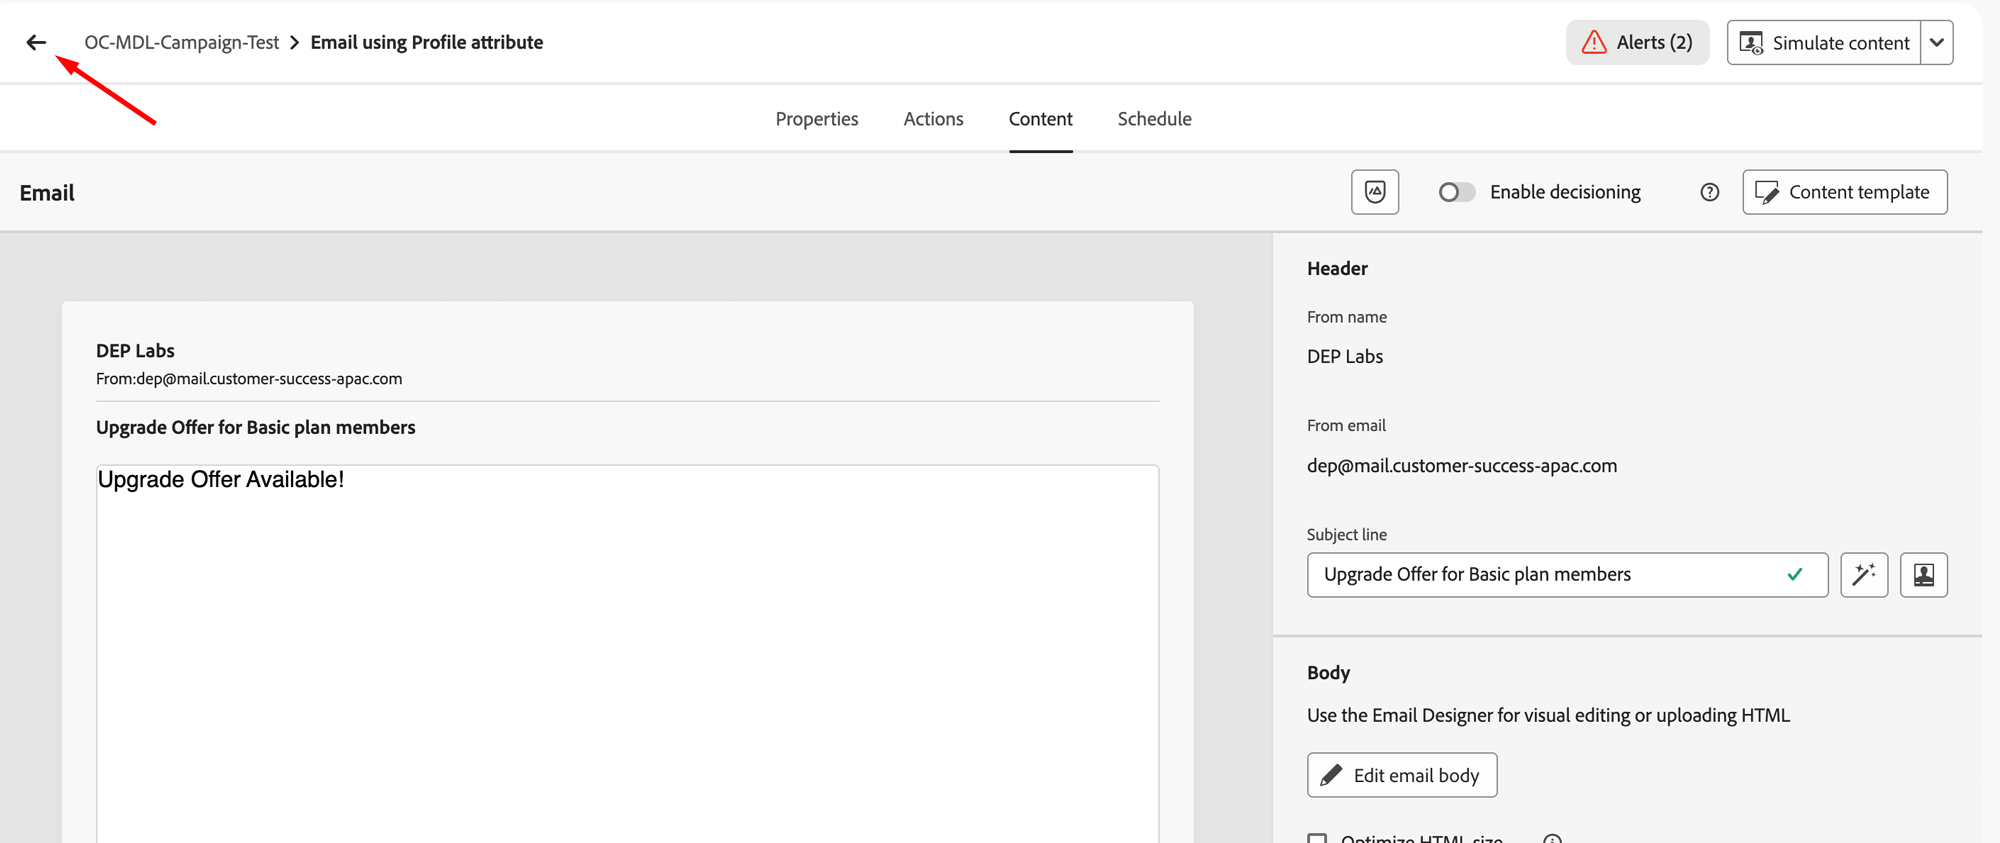 OC-MDL-Campaign-Test > Email using Profile attribute
Alerts (2)
Simulate content
Properties
Actions
Content
Schedule
Email
Enable decisioning
Content template
DEP Labs
From:dep@mail.customer-success-apac.com
Upgrade Offer for Basic plan members
Upgrade Offer Available!
Header
From name
DEP Labs
From email
dep@mail.customer-success-apac.com
Subject line
Upgrade Offer for Basic plan members
Body
Use the Email Designer for visual editing or uploading HTML
Edit email body
Optimize HTML size